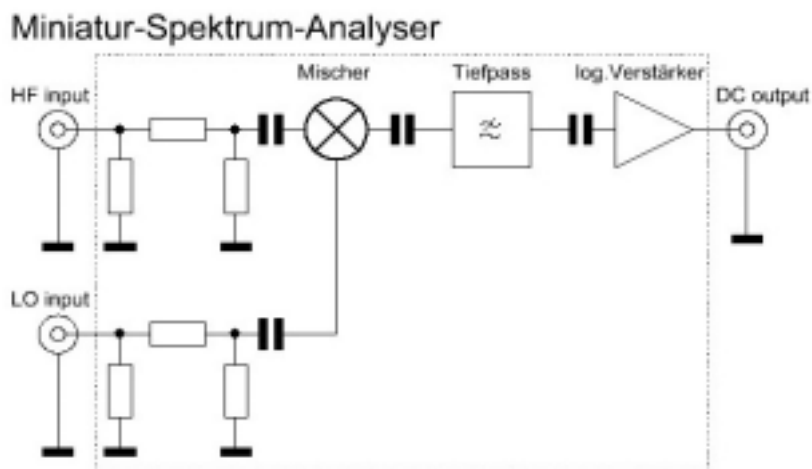 Miniatur-Spektrum-Analyser
Mischer
Tiefpass
log.Verstärker
HF input
DC output
LO input